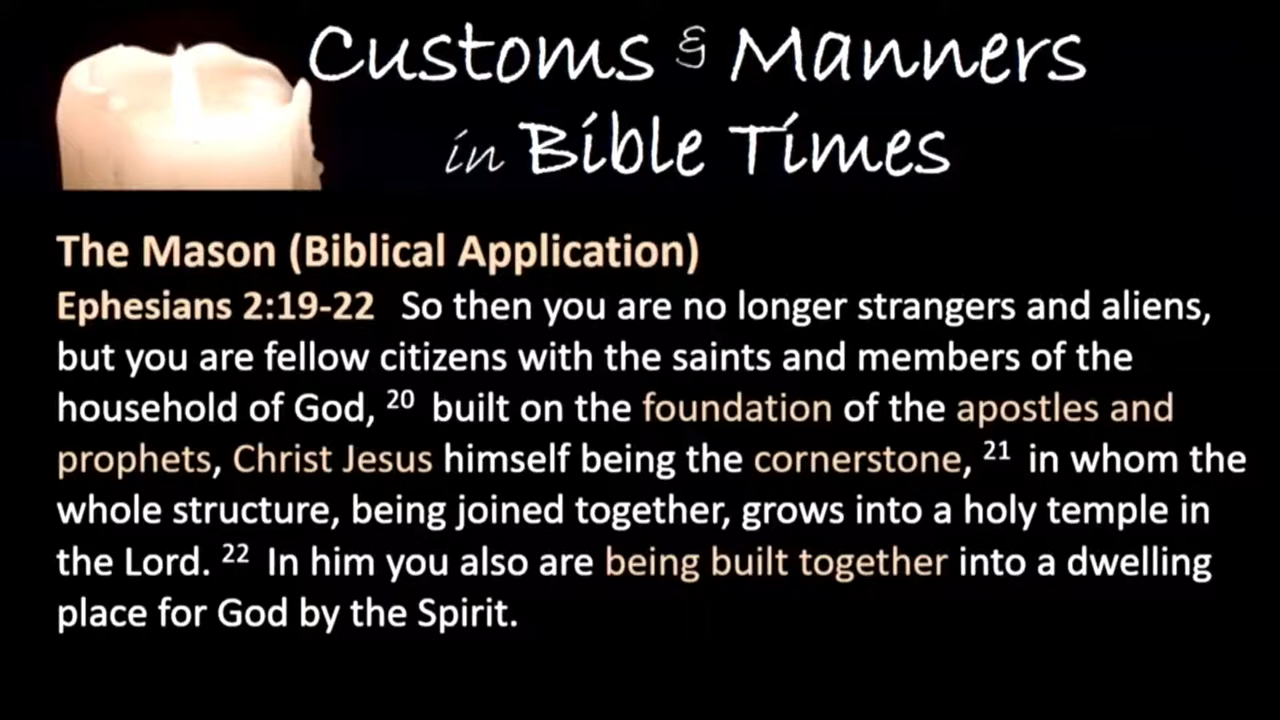 Customs & Manners
in Bible Times
The Mason (Biblical Application)
Ephesians 2:19-22 So then you are no longer strangers and aliens,
but you are fellow citizens with the saints and members of the
household of God, 20 built on the foundation of the apostles and
prophets, Christ Jesus himself being the cornerstone, 21 in whom the
whole structure, being joined together, grows into a holy temple in
the Lord. 22 In him you also are being built together into a dwelling
place for God by the Spirit.